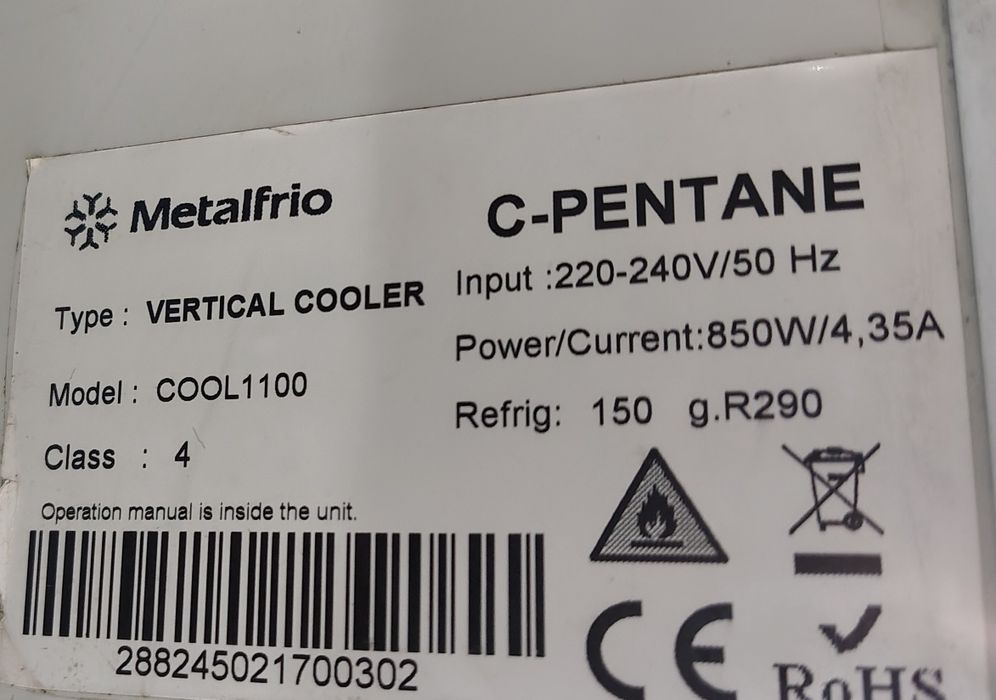 Metalfrio
C-PENTANE
Type : VERTICAL COOLER
Input :220-240V/50 Hz
Model : COOL1100
Power/Current:850W/4,35A
Class : 4
Refrig: 150 g.R290
Operation manual is inside the unit.
288245021700302
CE
RoHS